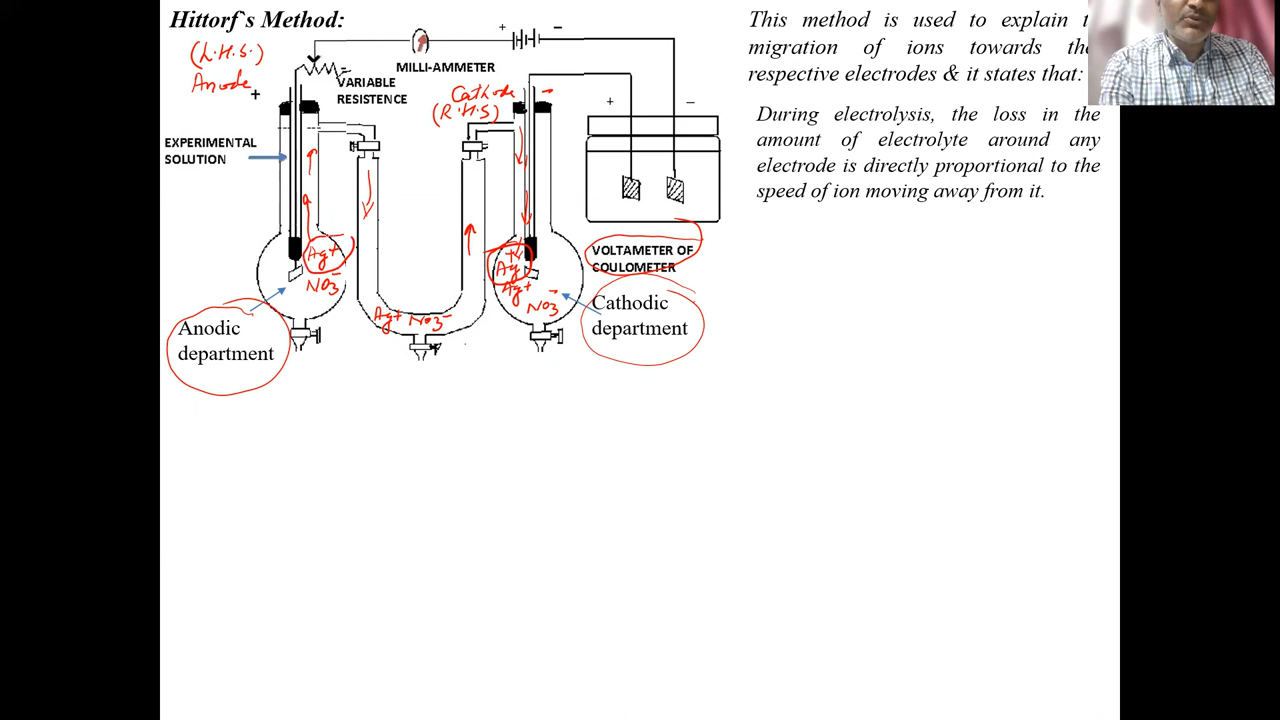 Hittorf`s Method:
(L.H.S.)
Anode
+
+ −
MILLI-AMMETER
VARIABLE
RESISTENCE
Cathode −
(R.H.S)
+ −
EXPERIMENTAL
SOLUTION
Ag+
NO3−
Ag+ NO3−
Ag+
Ag+
NO3−
VOLTAMETER OF
COULOMETER
Anodic
department
Cathodic
department
This method is used to explain
migration of ions towards
respective electrodes & it states that:
During electrolysis, the loss in the
amount of electrolyte around any
electrode is directly proportional to the
speed of ion moving away from it.